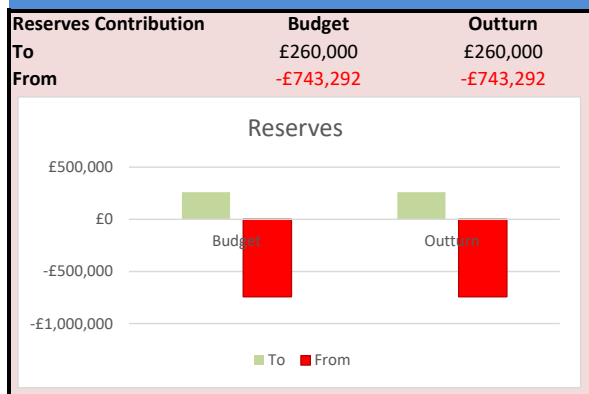 Reserves Contribution Budget Outturn
To £260,000 £260,000
From -£743,292 -£743,292
Reserves
£500,000
£0
Budget Outturn
-£500,000
-£1,000,000
To From